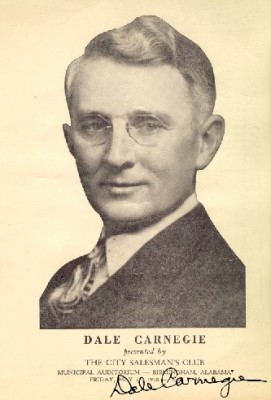 DALE CARNEGIE
presented by
THE CITY SALESMAN'S CLUB
MUNICIPAL AUDITORIUM — BIRMINGHAM, ALABAMA
FRIDAY,
Dale Carnegie